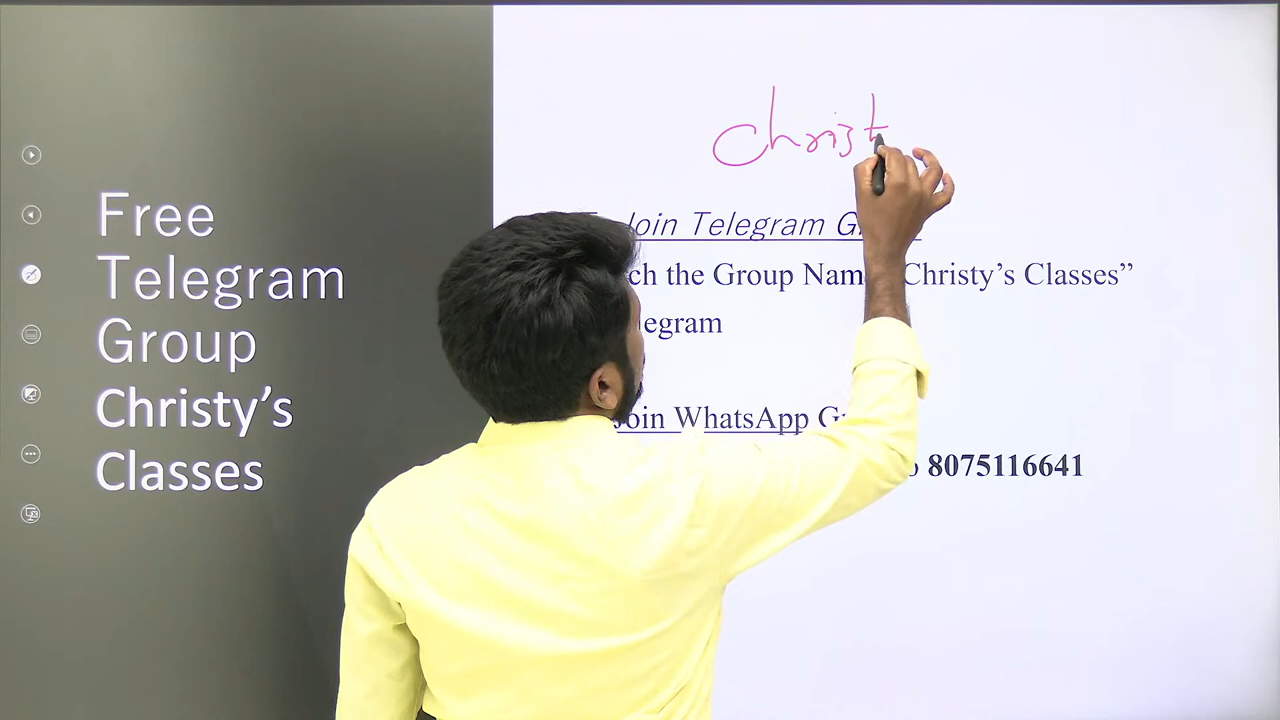 Free
Telegram
Group
Christy’s
Classes
Christ
Join Telegram G
ch the Group Nam Christy’s Classes”
legram
Join WhatsApp G
8075116641